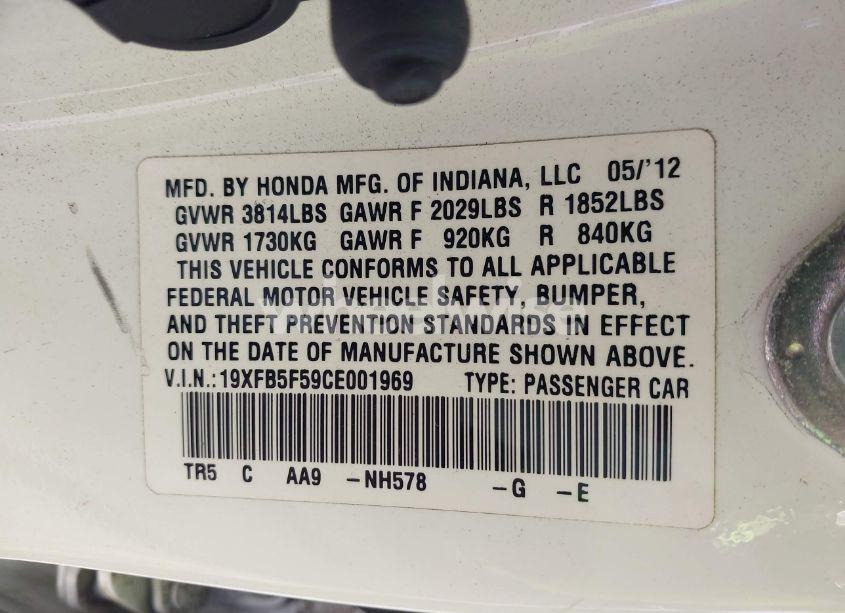 MFD. BY HONDA MFG. OF INDIANA, LLC 05/'12
GVWR 3814LBS GAWR F 2029LBS R 1852LBS
GVWR 1730KG GAWR F 920KG R 840KG
THIS VEHICLE CONFORMS TO ALL APPLICABLE
FEDERAL MOTOR VEHICLE SAFETY, BUMPER,
AND THEFT PREVENTION STANDARDS IN EFFECT
ON THE DATE OF MANUFACTURE SHOWN ABOVE.
V.I.N.:19XFB5F59CE001969 TYPE: PASSENGER CAR
TR5 C AA9 -NH578 -G -E